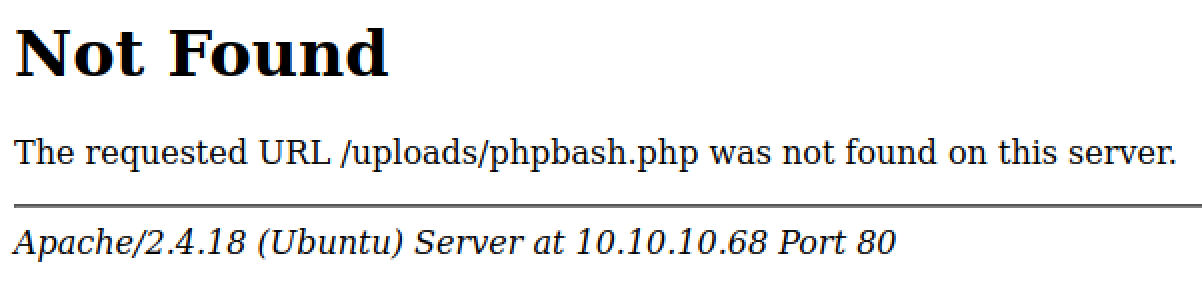 Not Found
The requested URL /uploads/phpbash.php was not found on this server.
Apache/2.4.18 (Ubuntu) Server at 10.10.10.68 Port 80